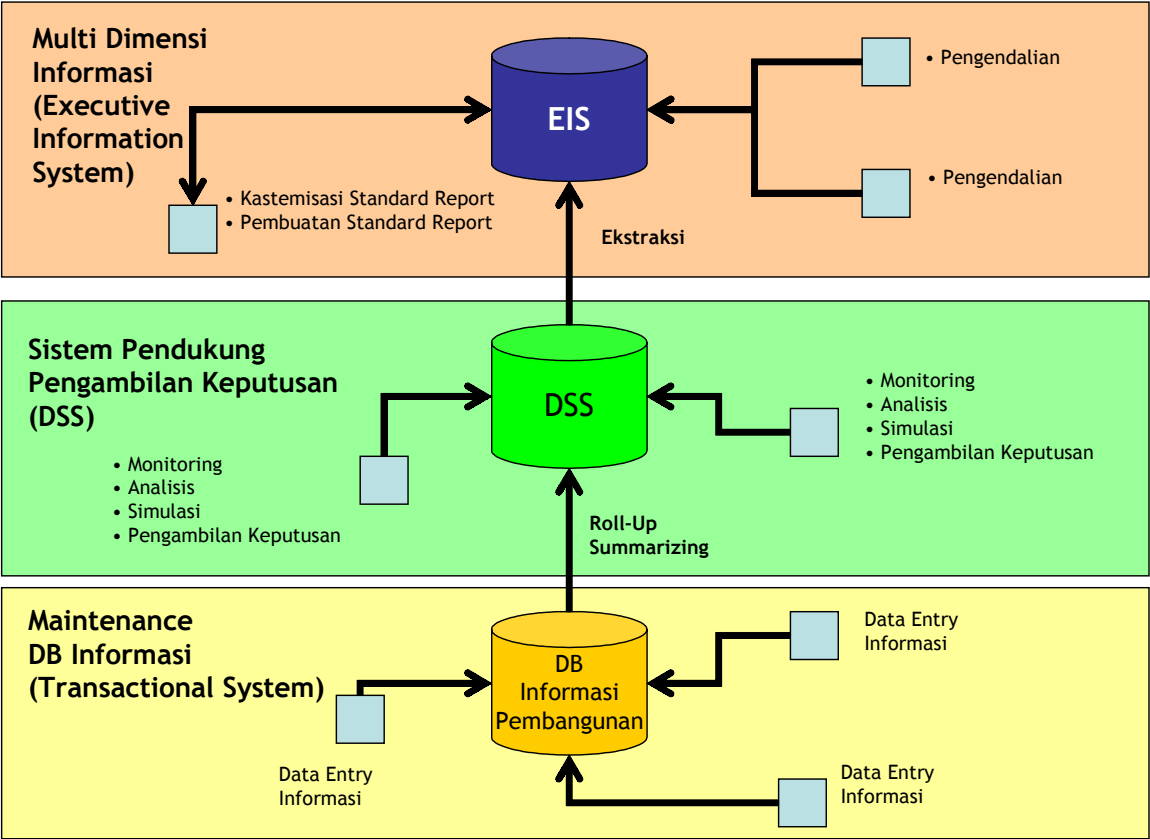 Multi Dimensi
Informasi
(Executive
Information
System)
EIS
• Pengendalian
• Pengendalian
• Kastemisasi Standard Report
• Pembuatan Standard Report
Ekstraksi
Sistem Pendukung
Pengambilan Keputusan
(DSS)
DSS
• Monitoring
• Analisis
• Simulasi
• Pengambilan Keputusan
• Monitoring
• Analisis
• Simulasi
• Pengambilan Keputusan
Roll-Up
Summarizing
Maintenance
DB Informasi
(Transactional System)
DB
Informasi
Pembangunan
Data Entry
Informasi
Data Entry
Informasi
Data Entry
Informasi